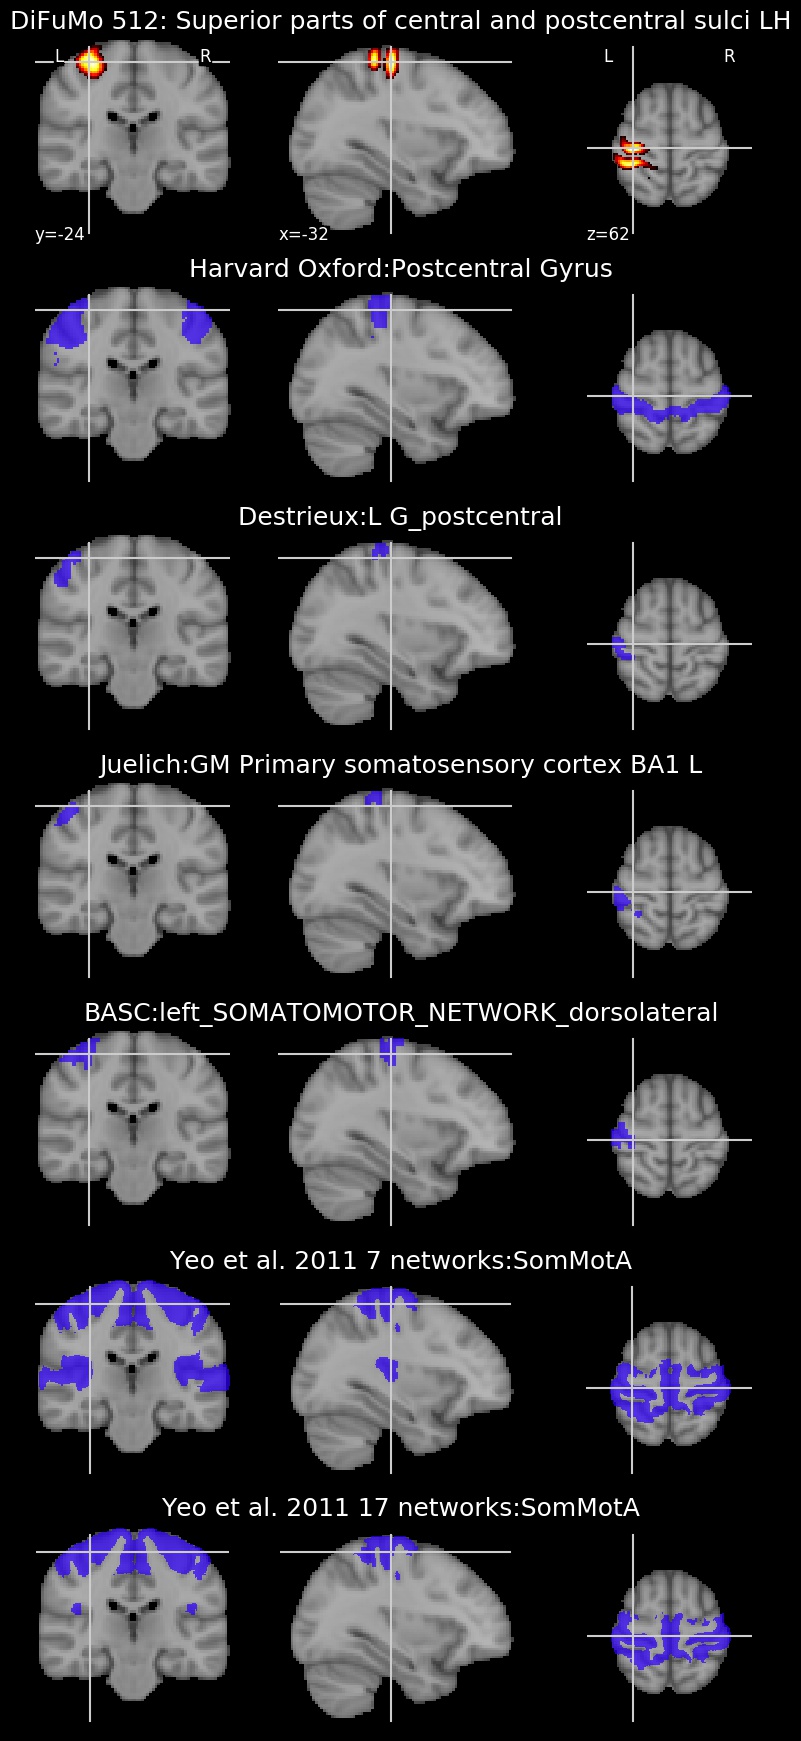 DiFuMo 512: Superior parts of central and postcentral sulci LH
L R L R
y=-24 x=-32 z=62
Harvard Oxford:Postcentral Gyrus
Destrieux:L G_postcentral
Juelich:GM Primary somatosensory cortex BA1 L
BASC:left_SOMATOMOTOR_NETWORK_dorsolateral
Yeo et al. 2011 7 networks:SomMotA
Yeo et al. 2011 17 networks:SomMotA